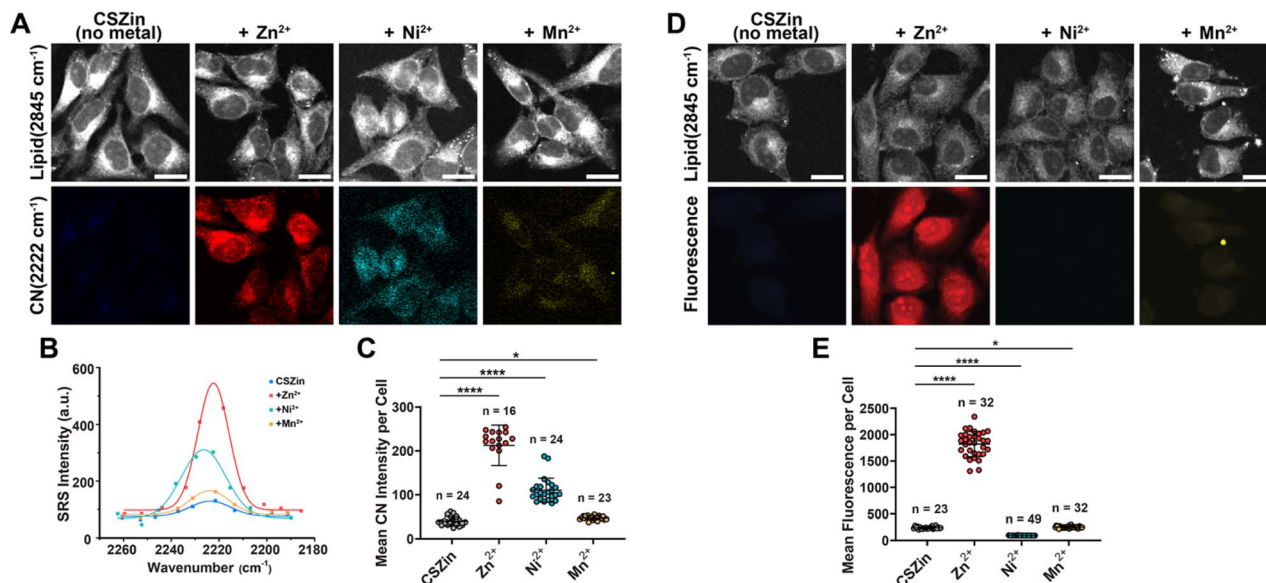 A
CSZin
(no metal)
+ Zn²⁺
+ Ni²⁺
+ Mn²⁺
Lipid(2845 cm⁻¹)
CN(2222 cm⁻¹)
B
SRS Intensity (a.u.)
600
400
200
0
2260
2240
2220
2200
2180
Wavenumber (cm⁻¹)
CSZin
+Zn²⁺
+Ni²⁺
+Mn²⁺
C
Mean CN Intensity per Cell
300
200
100
0
*
****
****
n = 24
n = 16
n = 24
n = 23
CSZin
Zn²⁺
Ni²⁺
Mn²⁺
D
CSZin
(no metal)
+ Zn²⁺
+ Ni²⁺
+ Mn²⁺
Lipid(2845 cm⁻¹)
Fluorescence
E
Mean Fluorescence per Cell
2500
2000
1500
1000
500
0
*
****
****
n = 23
n = 32
n = 49
n = 32
CSZin
Zn²⁺
Ni²⁺
Mn²⁺